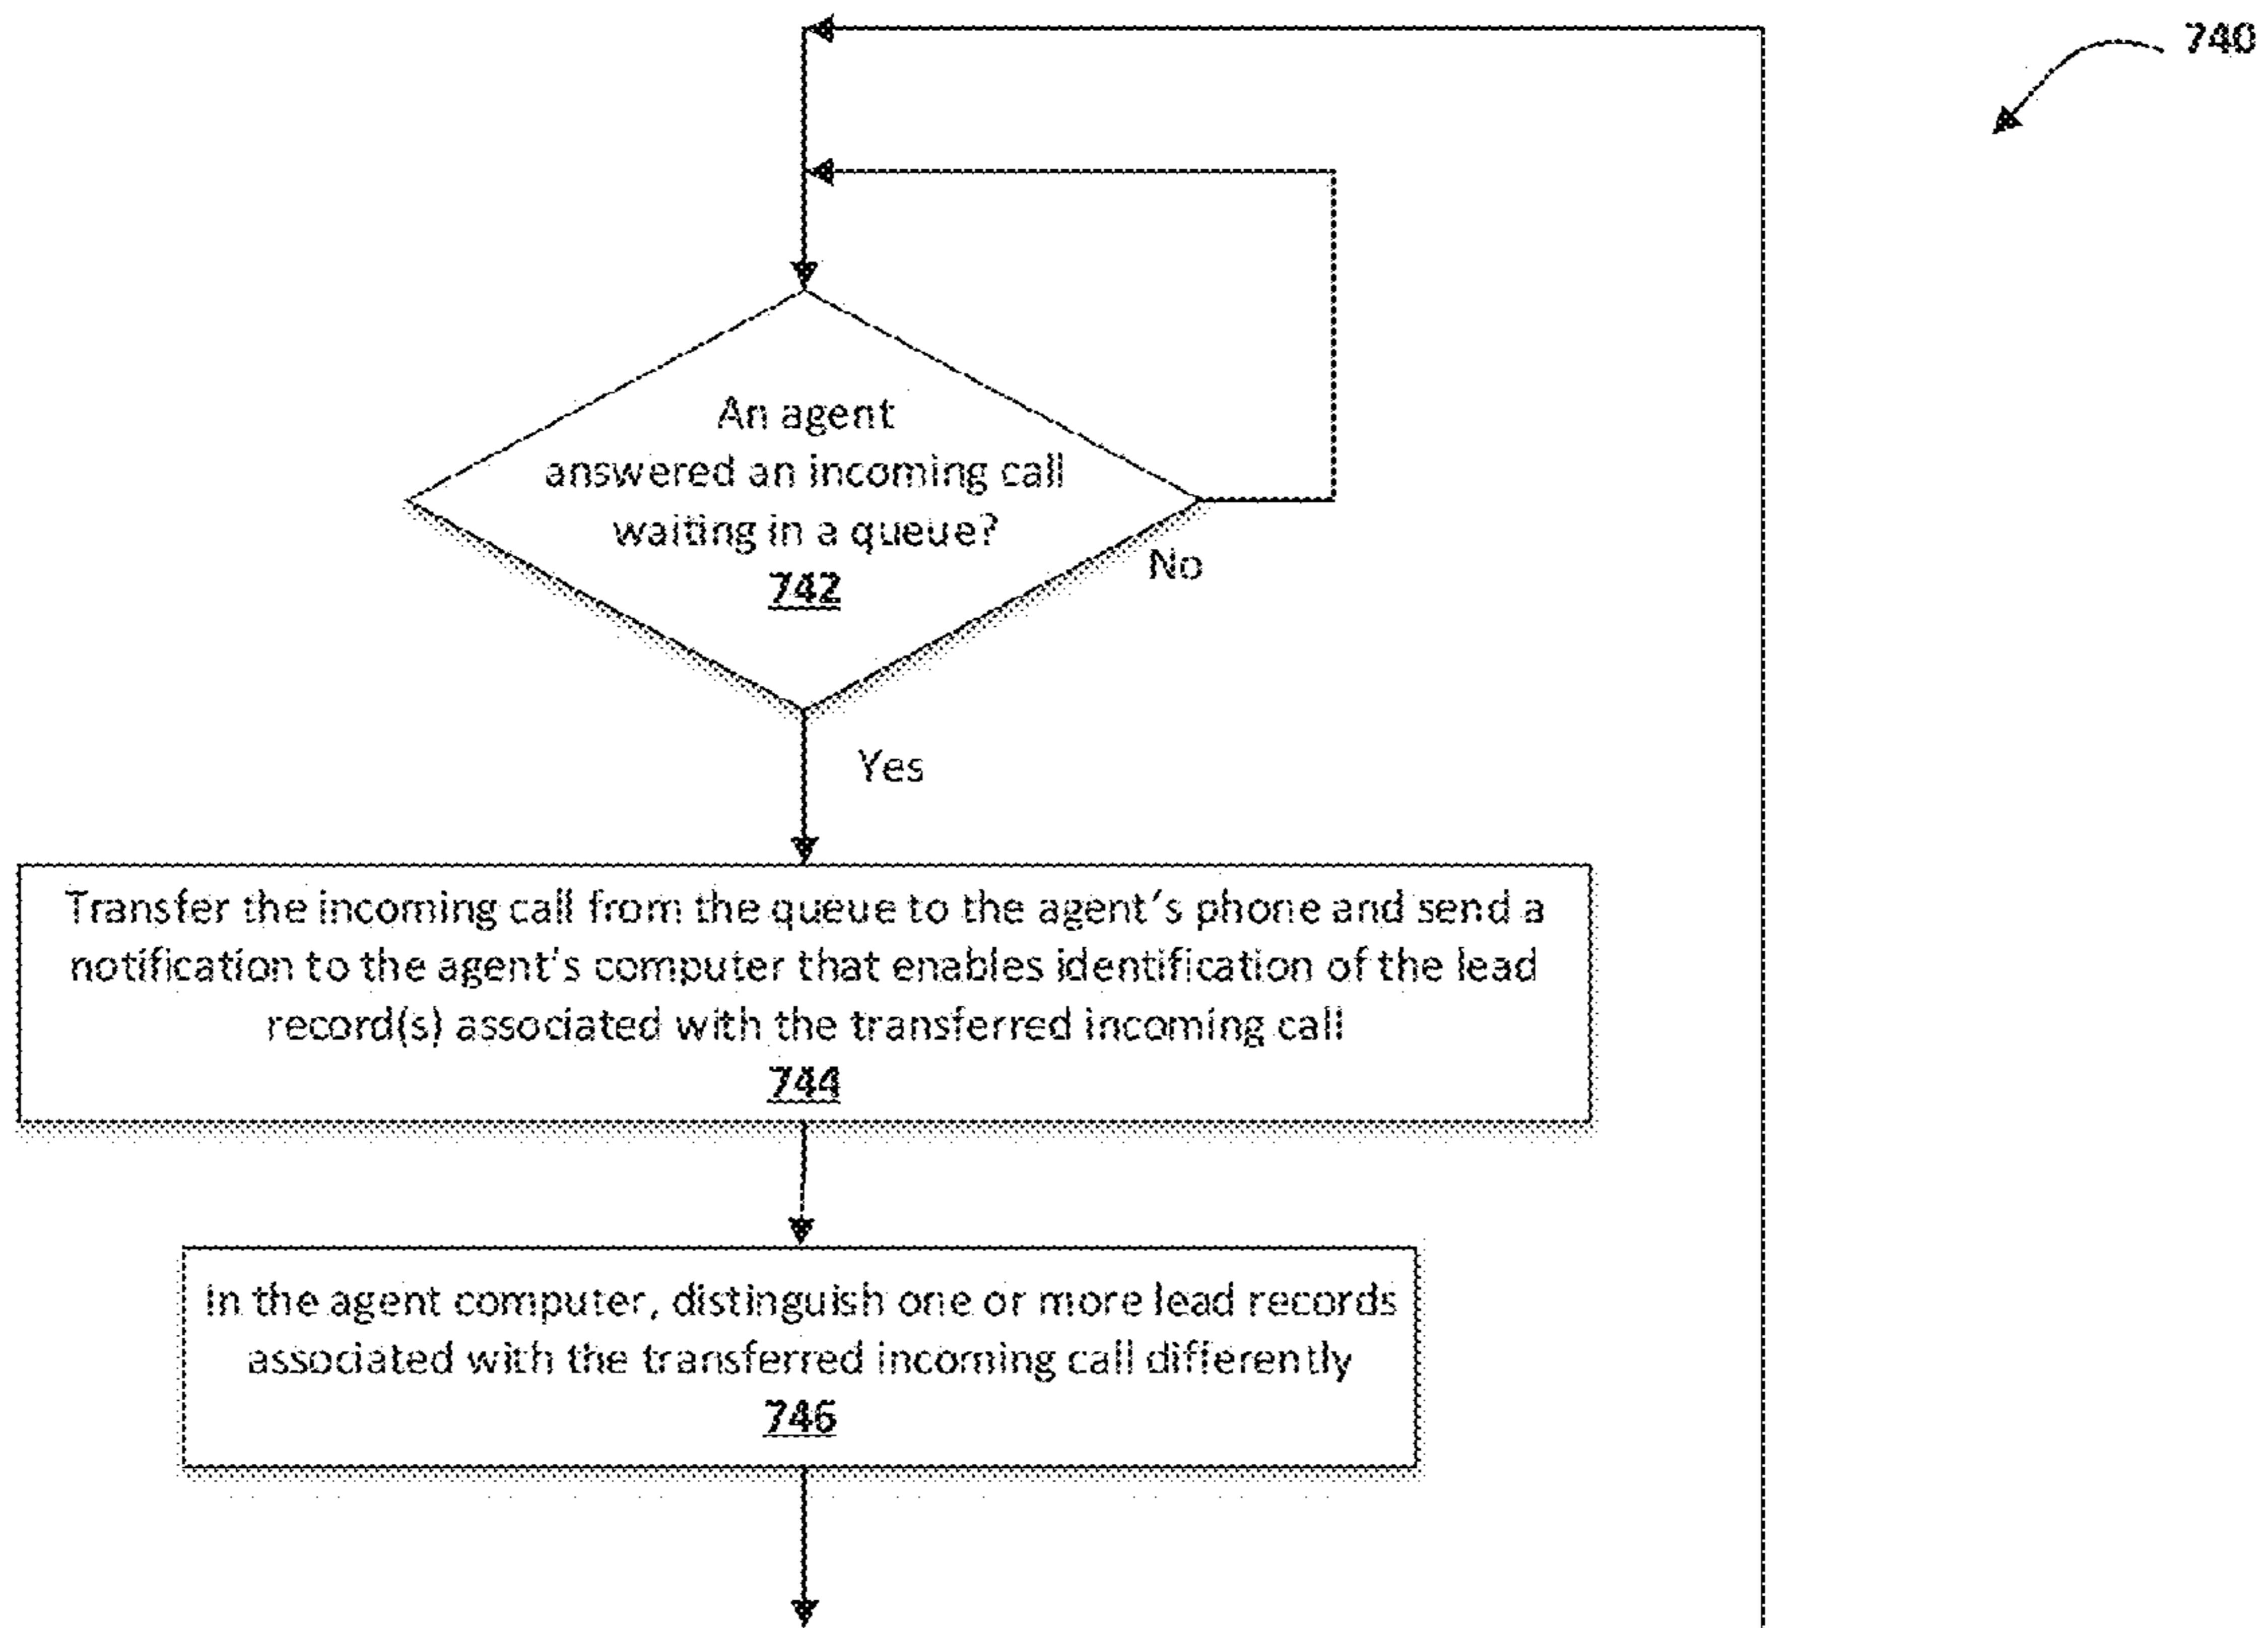 740
An agent
answered an incoming call
waiting in a queue?
742
No
Yes
Transfer the incoming call from the queue to the agent's phone and send a
notification to the agent's computer that enables identification of the lead
record(s) associated with the transferred incoming call
744
In the agent computer, distinguish one or more lead records
associated with the transferred incoming call differently
746